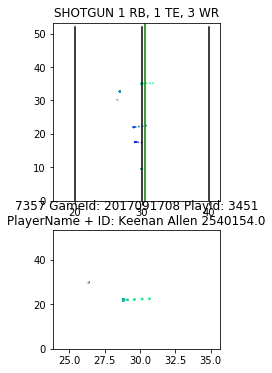 SHOTGUN 1 RB, 1 TE, 3 WR
50
40
30
20
10
0
20 30 40
7357 GameId: 2017091708 PlayId: 3451
PlayerName + ID: Keenan Allen 2540154.0
40
20
0
25.0 27.5 30.0 32.5 35.0